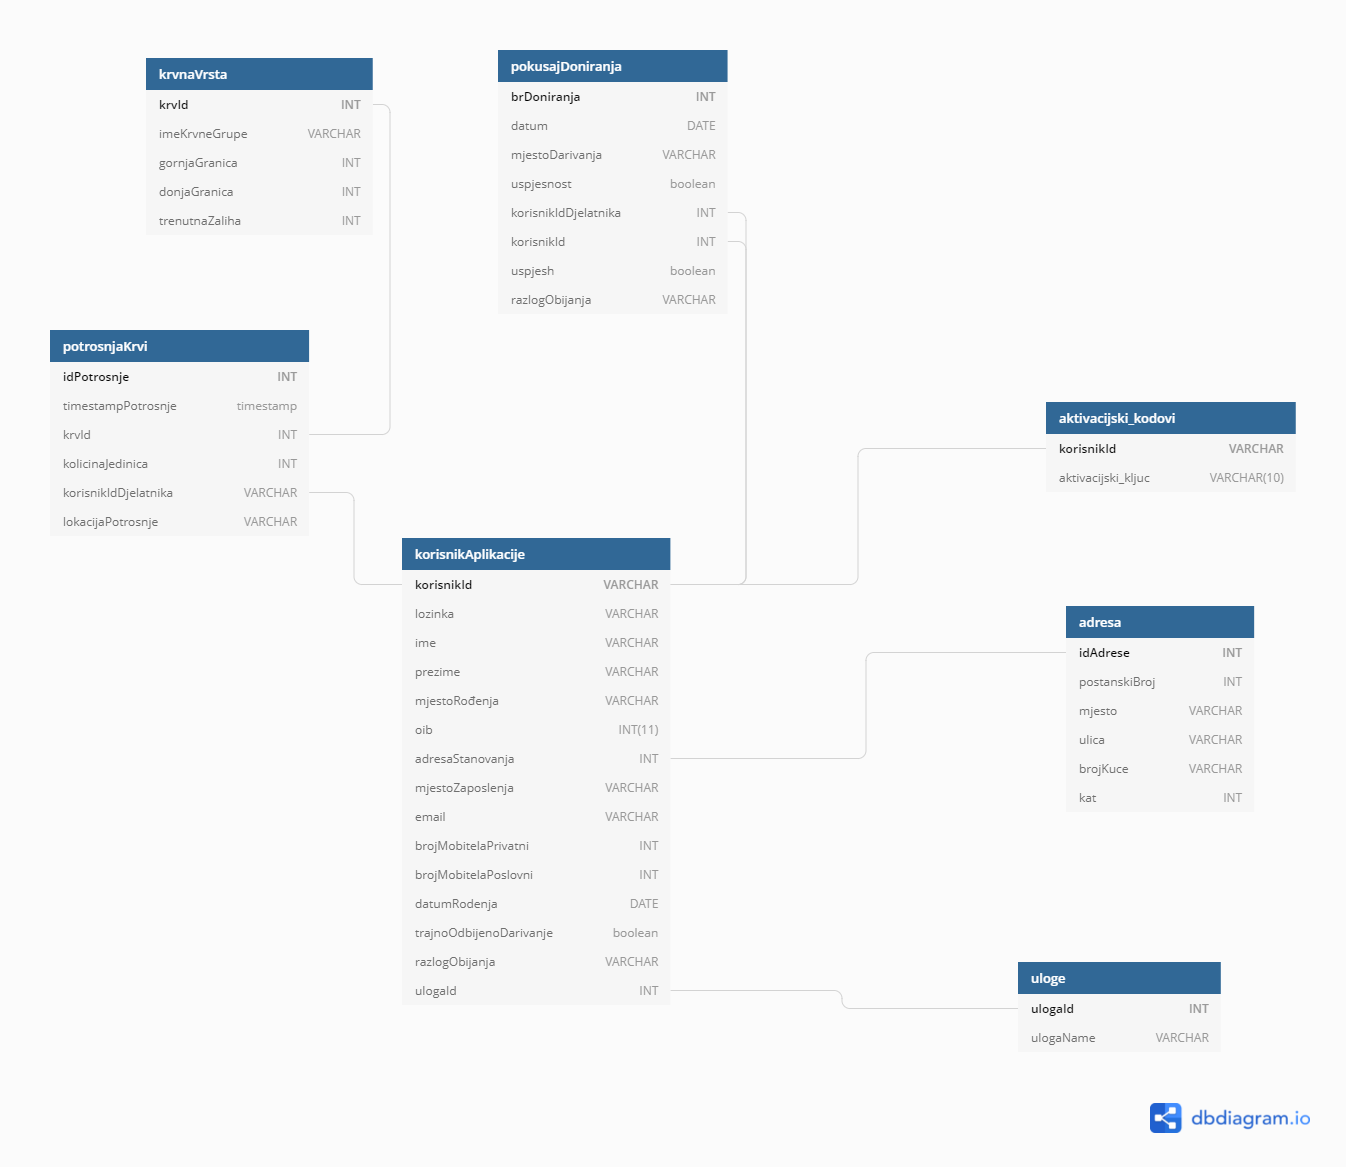 krvnaVrsta
krvId INT
imeKrvneGrupe VARCHAR
gornjaGranica INT
donjaGranica INT
trenutnaZaliha INT
pokusajDoniranja
brDoniranja INT
datum DATE
mjestoDarivanja VARCHAR
uspjesnost boolean
korisnikIdDjelatnika INT
korisnikId INT
uspjesh boolean
razlogObijanja VARCHAR
potrosnjaKrvi
idPotrosnje INT
timestampPotrosnje timestamp
krvId INT
kolicinaJedinica INT
korisnikIdDjelatnika VARCHAR
lokacijaPotrosnje VARCHAR
aktivacijski_kodovi
korisnikId VARCHAR
aktivacijski_kljuc VARCHAR(10)
korisnikAplikacije
korisnikId VARCHAR
lozinka VARCHAR
ime VARCHAR
prezime VARCHAR
mjestoRođenja VARCHAR
oib INT(11)
adresaStanovanja INT
mjestoZaposlenja VARCHAR
email VARCHAR
brojMobitelaPrivatni INT
brojMobitelaPoslovni INT
datumRodenja DATE
trajnoOdbijenoDarivanje boolean
razlogObijanja VARCHAR
ulogaId INT
adresa
idAdrese INT
postanskiBroj INT
mjesto VARCHAR
ulica VARCHAR
brojKuce VARCHAR
kat INT
uloge
ulogaId INT
ulogaName VARCHAR
dbdiagram.io